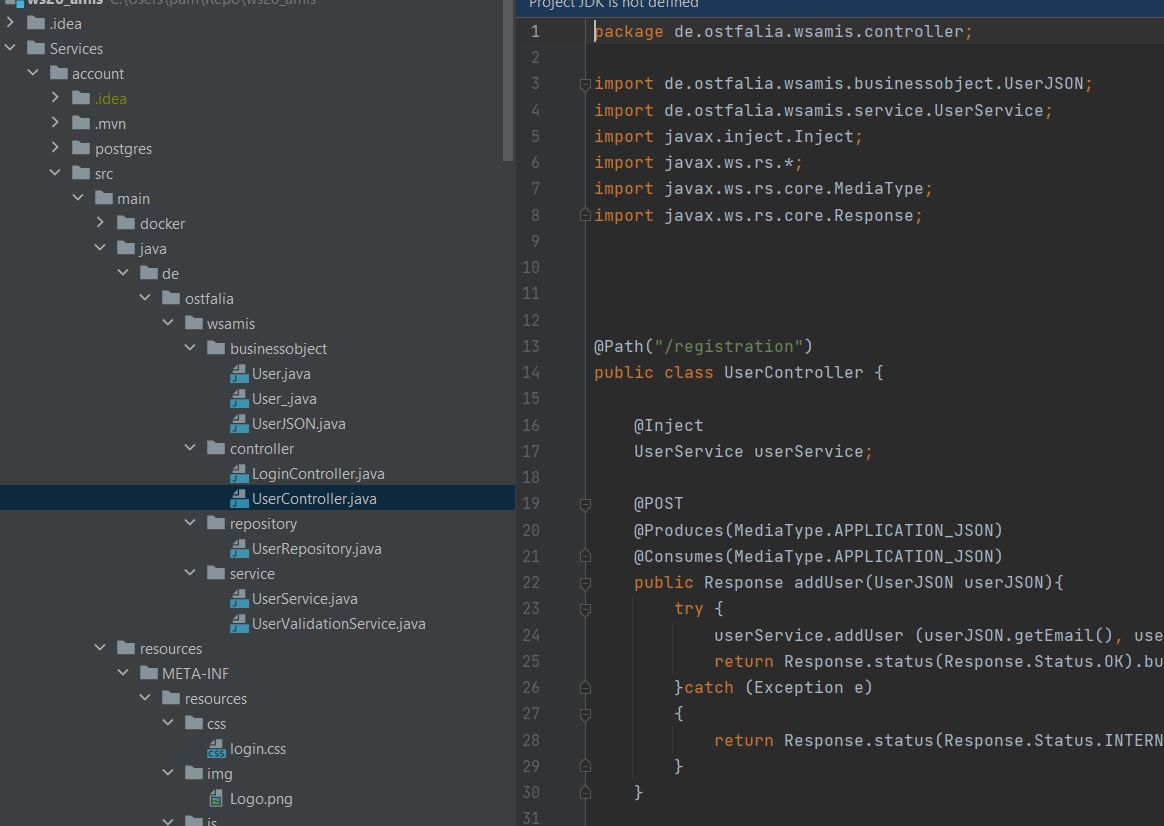 ws20_amis C:\Users\pafri\Repo\ws20_amis
.idea
Services
account
.idea
.mvn
postgres
src
main
docker
java
de
ostfalia
wsamis
businessobject
User.java
User_.java
UserJSON.java
controller
LoginController.java
UserController.java
repository
UserRepository.java
service
UserService.java
UserValidationService.java
resources
META-INF
resources
css
login.css
img
Logo.png
js
Project JDK is not defined
1 package de.ostfalia.wsamis.controller;
2
3 import de.ostfalia.wsamis.businessobject.UserJSON;
4 import de.ostfalia.wsamis.service.UserService;
5 import javax.inject.Inject;
6 import javax.ws.rs.*;
7 import javax.ws.rs.core.MediaType;
8 import javax.ws.rs.core.Response;
9
10
11
12
13 @Path("/registration")
14 public class UserController {
15
16 @Inject
17 UserService userService;
18
19 @POST
20 @Produces(MediaType.APPLICATION_JSON)
21 @Consumes(MediaType.APPLICATION_JSON)
22 public Response addUser(UserJSON userJSON){
23 try {
24 userService.addUser (userJSON.getEmail(), use
25 return Response.status(Response.Status.OK).bu
26 }catch (Exception e)
27 {
28 return Response.status(Response.Status.INTERN
29 }
30 }
31